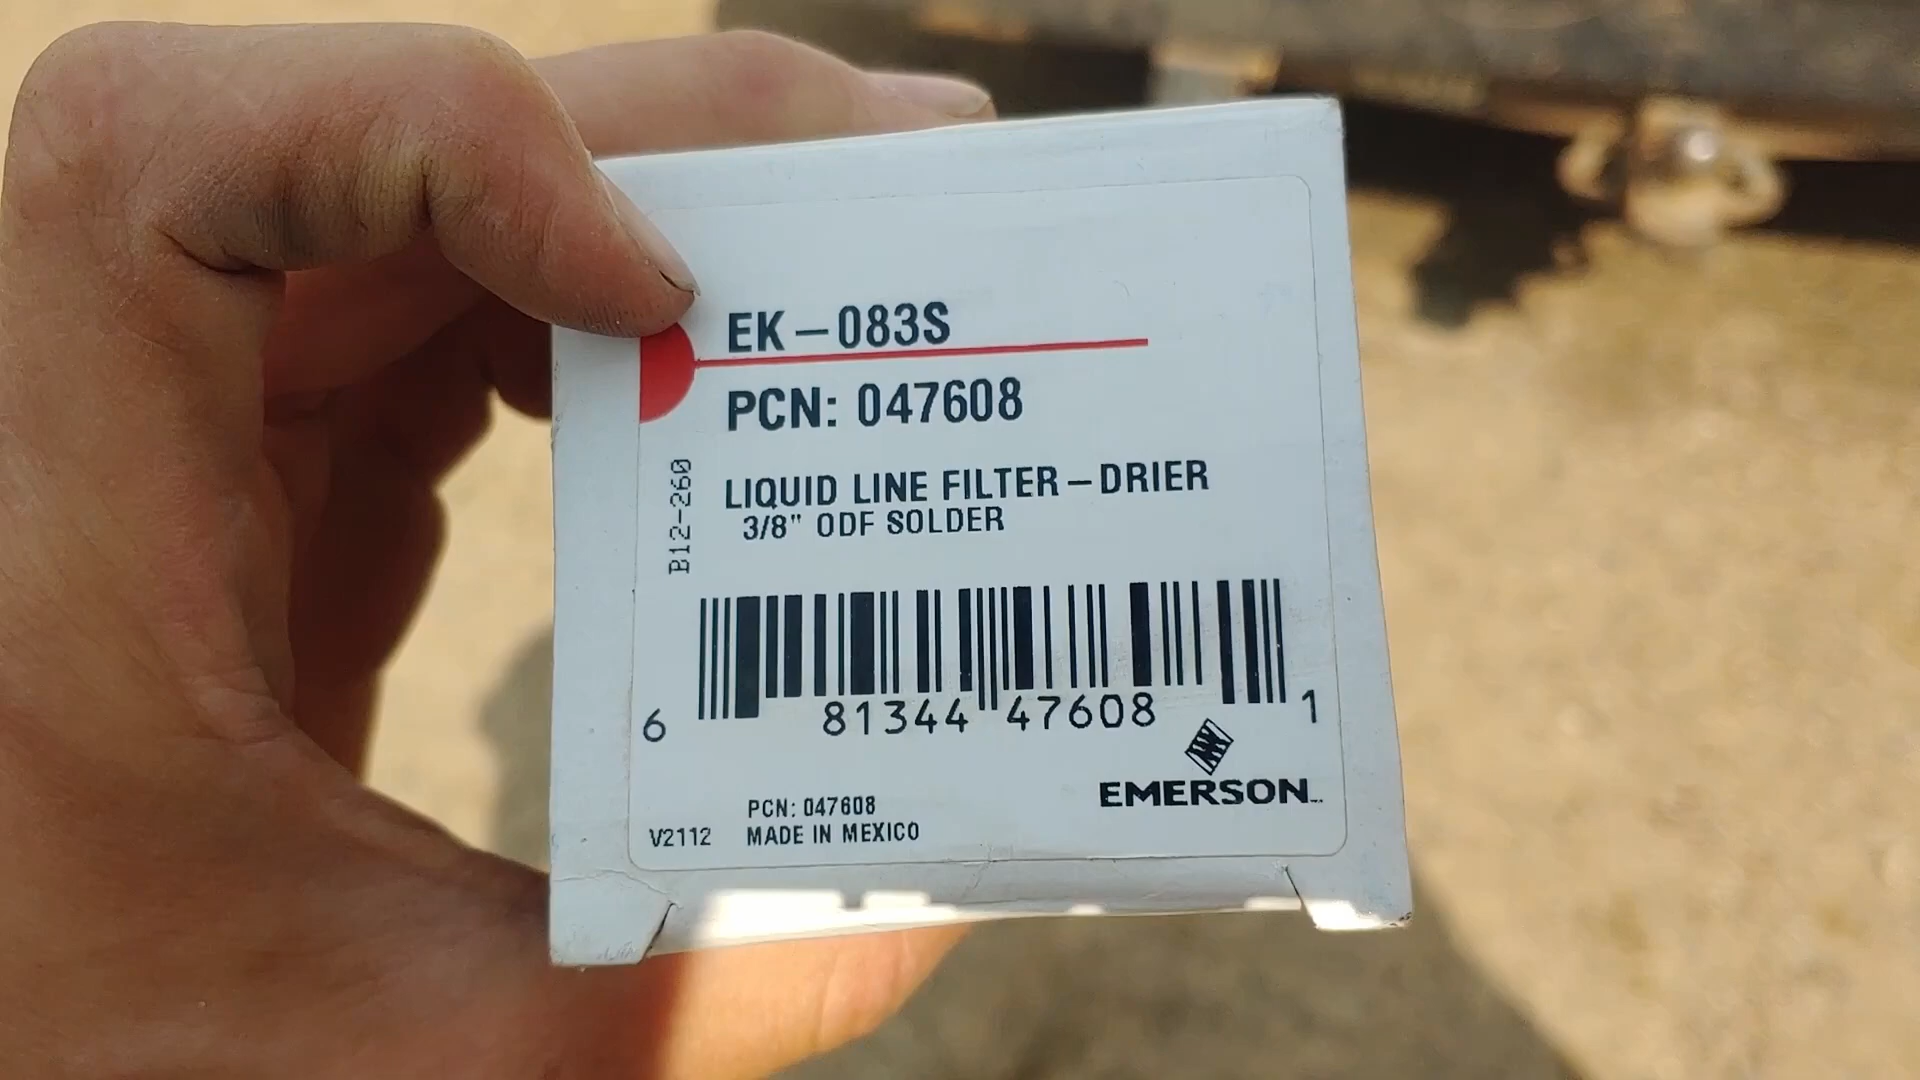 EK-083S
PCN: 047608
LIQUID LINE FILTER-DRIER
3/8" ODF SOLDER
B12-260
6 81344 47608 1
EMERSON
PCN: 047608
V2112 MADE IN MEXICO